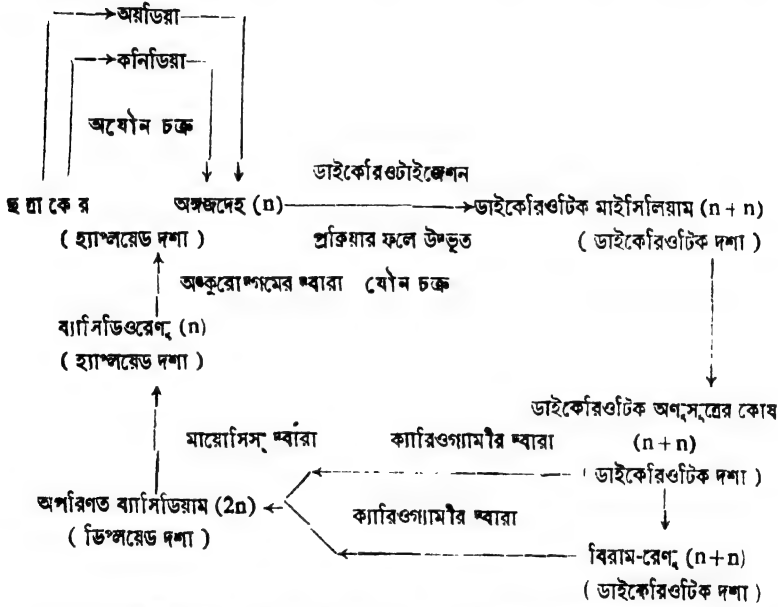 অয়ডিয়া
কনিডিয়া
অযৌন চক্র
ডাইকেরিওটাইজেশন
ছত্রাকের অঙ্গজদেহ (n)
ডাইকেরিওটিক মাইসিলিয়াম (n + n)
(হ্যাপ্লয়েড দশা)
প্রক্রিয়ার ফলে উদ্ভূত
(ডাইকেরিওটিক দশা)
অঙ্কুরোদ্গমের দ্বারা
যৌন চক্র
ব্যাসিডিওরেণু (n)
(হ্যাপ্লয়েড দশা)
ডাইকেরিওটিক অণুসূত্রের কোষ
(n + n)
মায়োসিস্ দ্বারা
ক্যারিওগ্যামীর দ্বারা
(ডাইকেরিওটিক দশা)
অপরিণত ব্যাসিডিয়াম (2n)
ক্যারিওগ্যামীর দ্বারা
(ডিপ্লয়েড দশা)
বিরাম-রেণু (n+n)
(ডাইকেরিওটিক দশা)